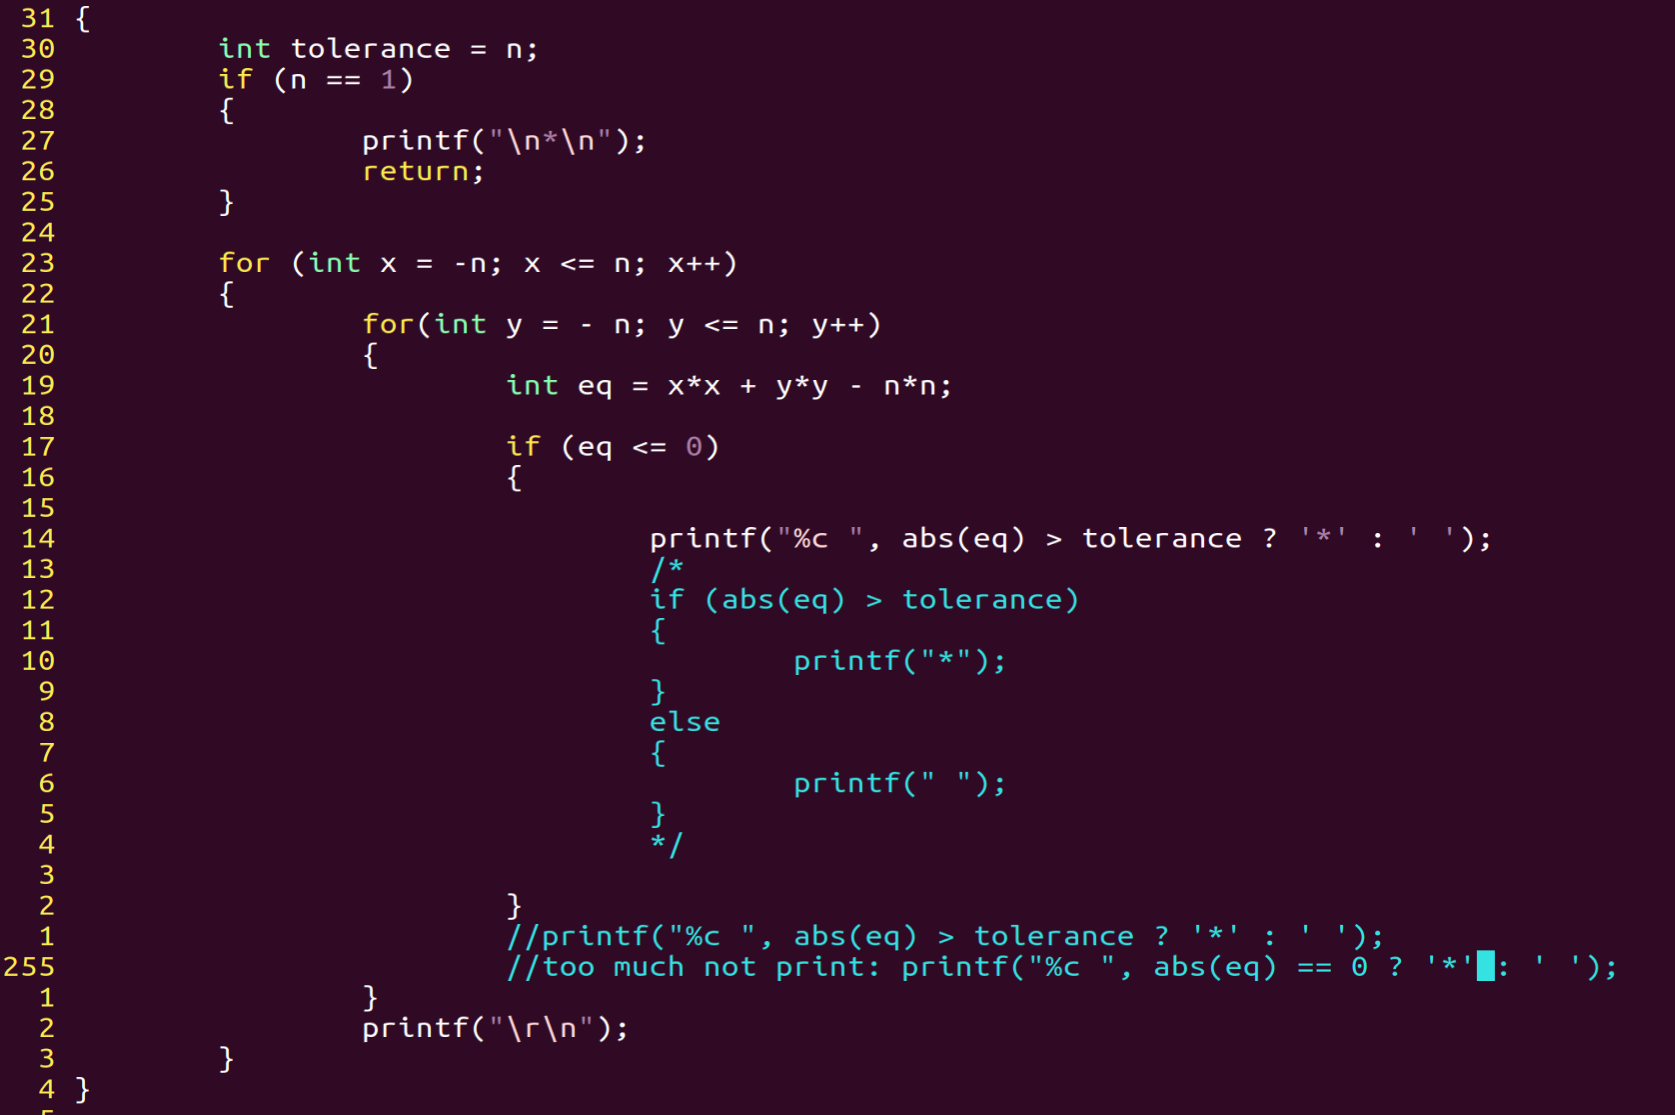 31 {
30         int tolerance = n;
29         if (n == 1)
28         {
27                 printf("\n*\n");
26                 return;
25         }
24
23         for (int x = -n; x <= n; x++)
22         {
21                 for(int y = - n; y <= n; y++)
20                 {
19                         int eq = x*x + y*y - n*n;
18
17                         if (eq <= 0)
16                         {
15
14                                 printf("%c ", abs(eq) > tolerance ? '*' : ' ');
13                                 /*
12                                 if (abs(eq) > tolerance)
11                                 {
10                                         printf("*");
9                                 }
8                                 else
7                                 {
6                                         printf(" ");
5                                 }
4                                 */
3
2                         }
1                         //printf("%c ", abs(eq) > tolerance ? '*' : ' ');
255                         //too much not print: printf("%c ", abs(eq) == 0 ? '*' : ' ');
1                 }
2                 printf("\r\n");
3         }
4 }